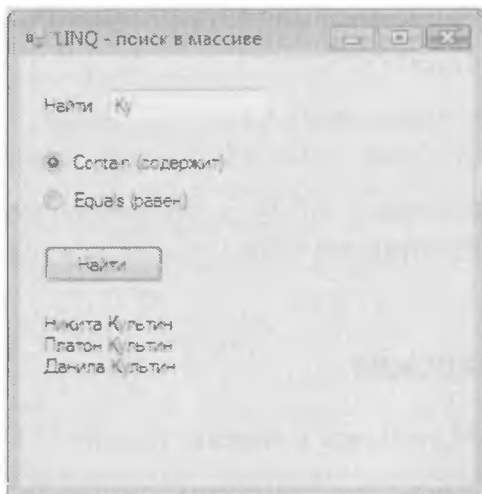 LINQ - поиск в массиве
Найти Ку
Contain (содержит)
Equals (равен)
Найти
Никита Культин
Платон Культин
Данила Культин